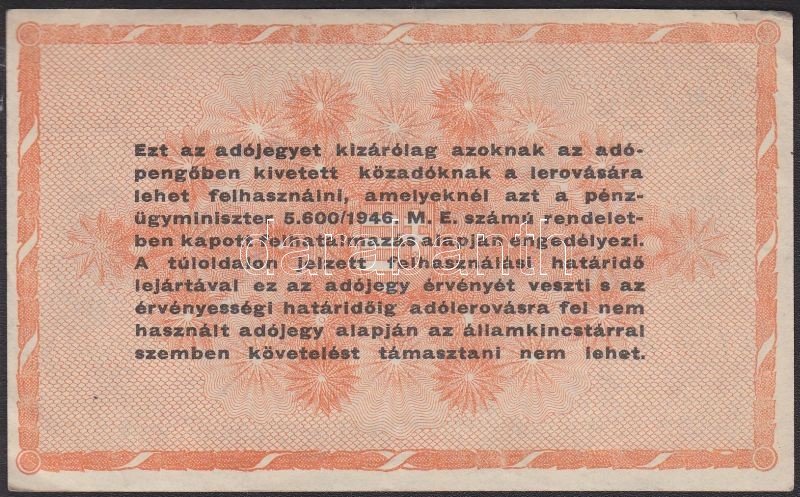 Ezt az adójegyet kizárólag azoknak az adó-
pengőben kivetett közadóknak a lerovására
lehet felhasználni, amelyeknél azt a pénz-
ügyminiszter 5.600/1946. M. E. számú rendelet-
ben kapott felhatalmazás alapján engedélyezi.
A túloldalon jelzett felhasználási határidő
lejártával ez az adójegy érvényét veszti s az
érvényességi határidőig adólerovásra fel nem
használt adójegy alapján az államkincstárral
szemben követelést támasztani nem lehet.
darabanth